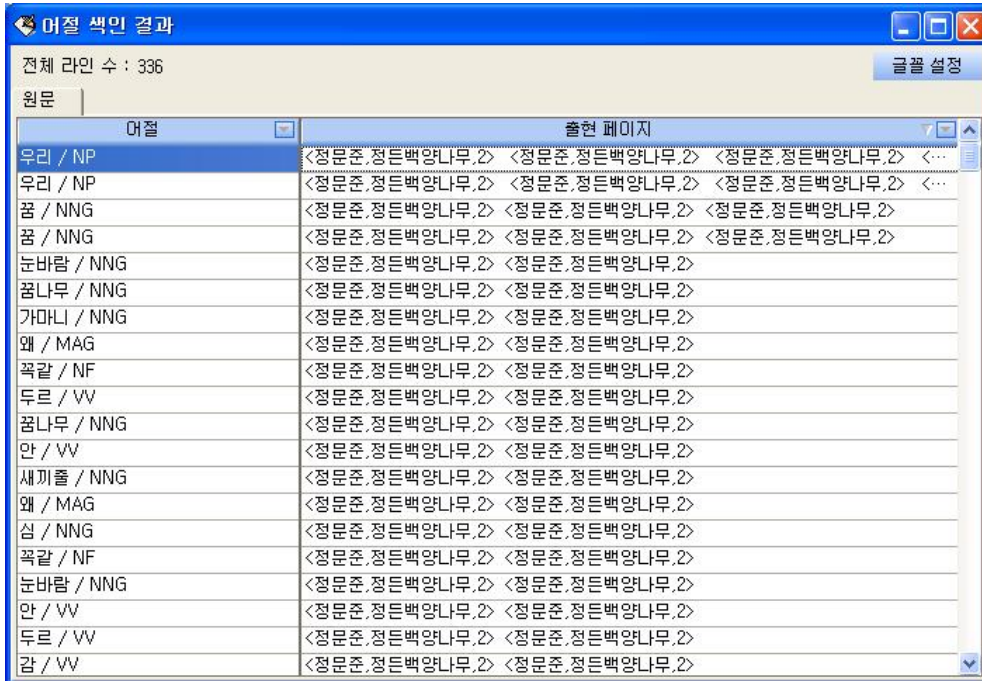 어절 색인 결과
전체 라인 수 : 336 글꼴 설정
원문
어절 출현 페이지
우리 / NP <정문준,정든백양나무,2> <정문준,정든백양나무,2> <정문준,정든백양나무,2> <…
우리 / NP <정문준,정든백양나무,2> <정문준,정든백양나무,2> <정문준,정든백양나무,2> <…
꿈 / NNG <정문준,정든백양나무,2> <정문준,정든백양나무,2> <정문준,정든백양나무,2>
꿈 / NNG <정문준,정든백양나무,2> <정문준,정든백양나무,2> <정문준,정든백양나무,2>
눈바람 / NNG <정문준,정든백양나무,2> <정문준,정든백양나무,2>
꿈나무 / NNG <정문준,정든백양나무,2> <정문준,정든백양나무,2>
가마니 / NNG <정문준,정든백양나무,2> <정문준,정든백양나무,2>
왜 / MAG <정문준,정든백양나무,2> <정문준,정든백양나무,2>
꼭같 / NF <정문준,정든백양나무,2> <정문준,정든백양나무,2>
두르 / VV <정문준,정든백양나무,2> <정문준,정든백양나무,2>
꿈나무 / NNG <정문준,정든백양나무,2> <정문준,정든백양나무,2>
안 / VV <정문준,정든백양나무,2> <정문준,정든백양나무,2>
새끼줄 / NNG <정문준,정든백양나무,2> <정문준,정든백양나무,2>
왜 / MAG <정문준,정든백양나무,2> <정문준,정든백양나무,2>
심 / NNG <정문준,정든백양나무,2> <정문준,정든백양나무,2>
꼭같 / NF <정문준,정든백양나무,2> <정문준,정든백양나무,2>
눈바람 / NNG <정문준,정든백양나무,2> <정문준,정든백양나무,2>
안 / VV <정문준,정든백양나무,2> <정문준,정든백양나무,2>
두르 / VV <정문준,정든백양나무,2> <정문준,정든백양나무,2>
감 / VV <정문준,정든백양나무,2> <정문준,정든백양나무,2>